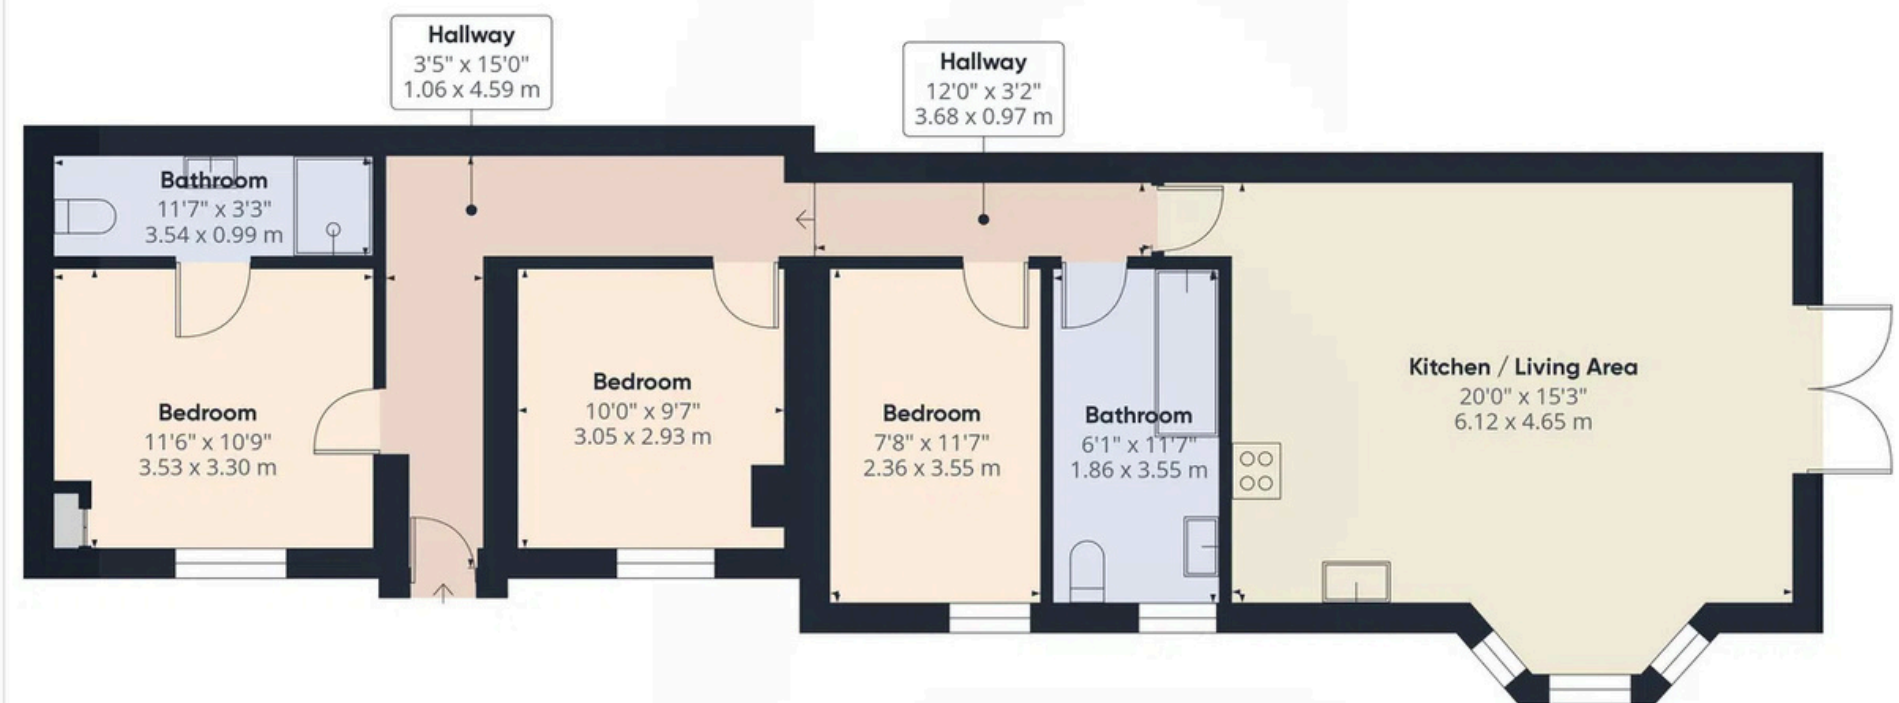 Hallway
3'5" x 15'0"
1.06 x 4.59 m
Hallway
12'0" x 3'2"
3.68 x 0.97 m
Bathroom
11'7" x 3'3"
3.54 x 0.99 m
Bedroom
11'6" x 10'9"
3.53 x 3.30 m
Bedroom
10'0" x 9'7"
3.05 x 2.93 m
Bedroom
7'8" x 11'7"
2.36 x 3.55 m
Bathroom
6'1" x 11'7"
1.86 x 3.55 m
Kitchen / Living Area
20'0" x 15'3"
6.12 x 4.65 m